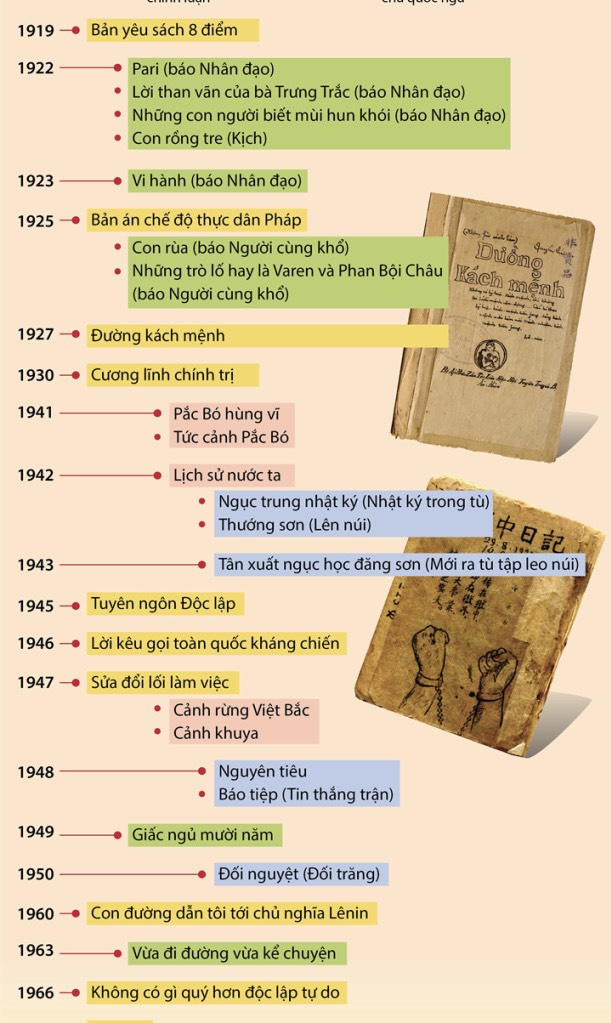 1919 Bản yêu sách 8 điểm
1922 Pari (báo Nhân đạo)
Lời than vãn của bà Trưng Trắc (báo Nhân đạo)
Những con người biết mùi hun khói (báo Nhân đạo)
Con rồng tre (Kịch)
1923 Vi hành (báo Nhân đạo)
1925 Bản án chế độ thực dân Pháp
Con rùa (báo Người cùng khổ)
Những trò lố hay là Varen và Phan Bội Châu
(báo Người cùng khổ)
Đường
Kách mệnh
1927 Đường kách mệnh
1930 Cương lĩnh chính trị
1941 Pắc Bó hùng vĩ
Tức cảnh Pắc Bó
1942 Lịch sử nước ta
Ngục trung nhật ký (Nhật ký trong tù)
Thướng sơn (Lên núi)
中日記
1943 Tân xuất ngục học đăng sơn (Mới ra tù tập leo núi)
1945 Tuyên ngôn Độc lập
1946 Lời kêu gọi toàn quốc kháng chiến
1947 Sửa đổi lối làm việc
Cảnh rừng Việt Bắc
Cảnh khuya
1948 Nguyên tiêu
Báo tiệp (Tin thắng trận)
1949 Giấc ngủ mười năm
1950 Đối nguyệt (Đối trăng)
1960 Con đường dẫn tôi tới chủ nghĩa Lênin
1963 Vừa đi đường vừa kể chuyện
1966 Không có gì quý hơn độc lập tự do